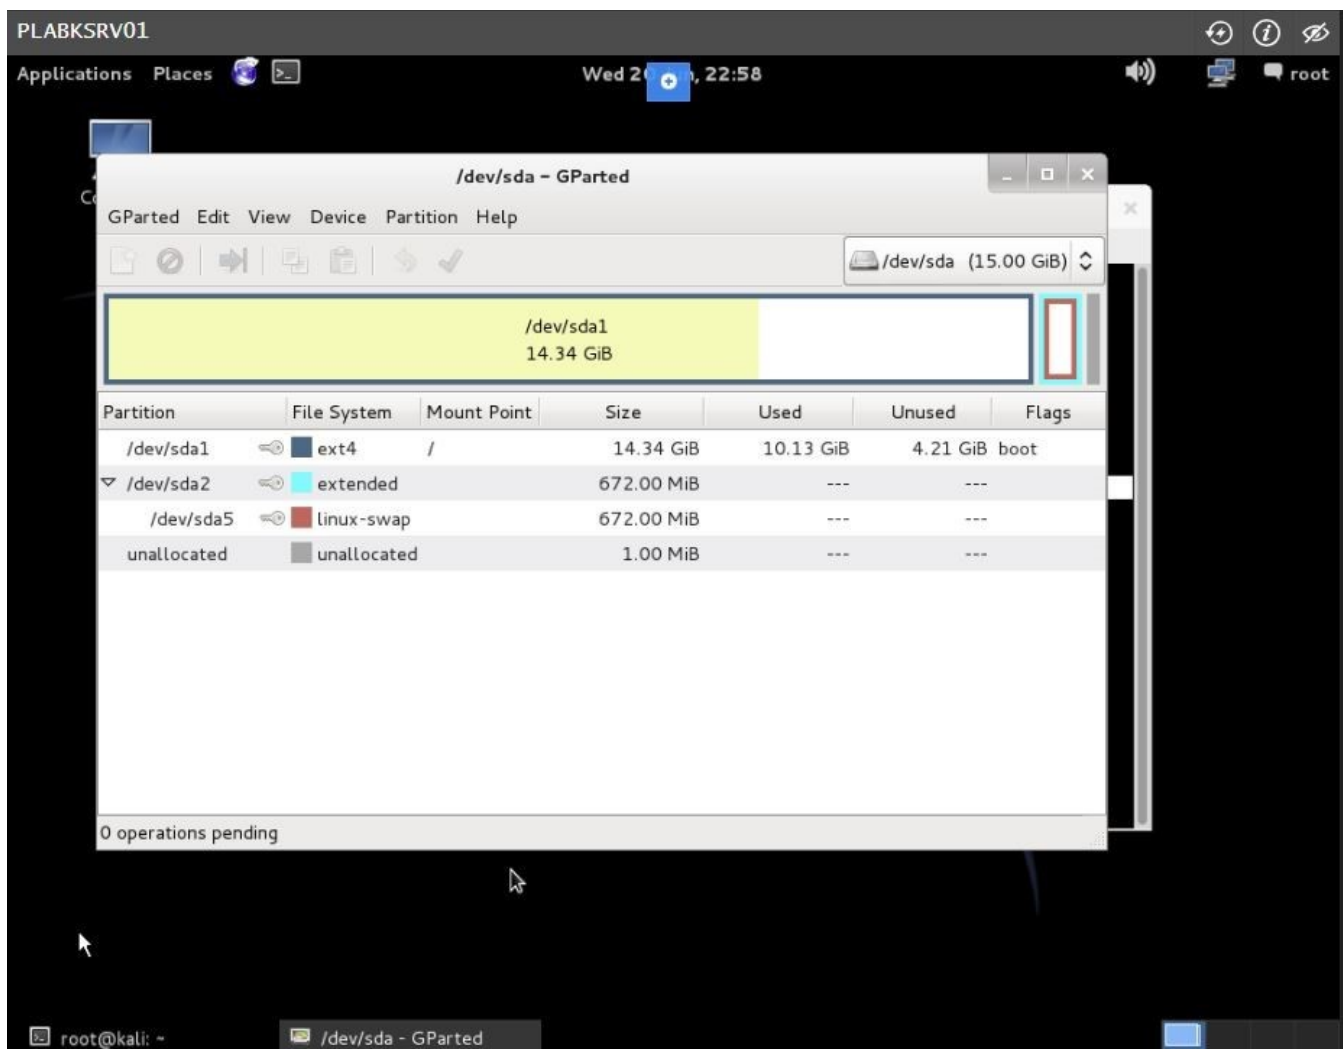 PLABKSRV01
Applications Places Wed 22:58 root
/dev/sda – GParted
GParted Edit View Device Partition Help
/dev/sda (15.00 GiB)
/dev/sda1
14.34 GiB
Partition File System Mount Point Size Used Unused Flags
/dev/sda1 ext4 / 14.34 GiB 10.13 GiB 4.21 GiB boot
/dev/sda2 extended 672.00 MiB --- ---
/dev/sda5 linux-swap 672.00 MiB --- ---
unallocated unallocated 1.00 MiB --- ---
0 operations pending
root@kali: ~ /dev/sda - GParted